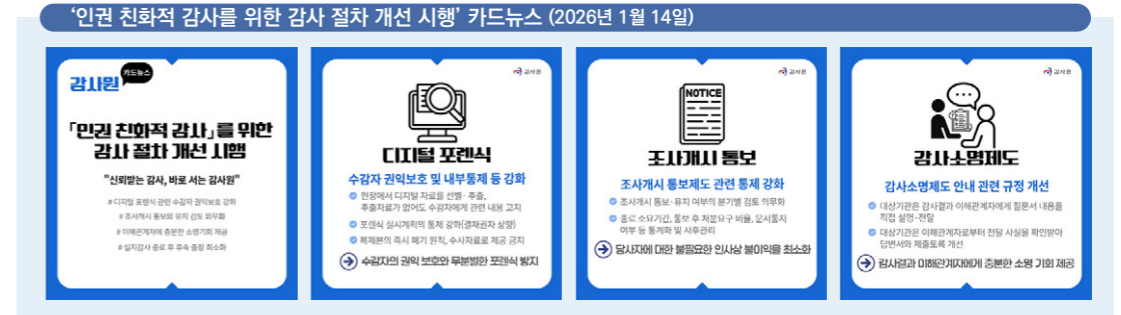 ‘인권 친화적 감사를 위한 감사 절차 개선 시행’ 카드뉴스 (2026년 1월 14일)
감사원 카드뉴스
「인권 친화적 감사」를 위한
감사 절차 개선 시행
"신뢰받는 감사, 바로 서는 감사원"
# 디지털 포렌식 관련 수감자 권익보호 강화
# 조사개시 통보의 유지 검토 의무화
# 이해관계자에 충분한 소명기회 제공
# 실지감사 종료 후 후속 출장 최소화
감사원
디지털 포렌식
수감자 권익보호 및 내부통제 등 강화
현장에서 디지털 자료를 선별·추출,
추출자료가 없어도 수감자에게 관련 내용 고지
포렌식 실시계획의 통제 강화(결재권자 상향)
복제본의 즉시 폐기 원칙, 수사자료로 제공 금지
수감자의 권익 보호와 무분별한 포렌식 방지
감사원
NOTICE
조사개시 통보
조사개시 통보제도 관련 통제 강화
조사개시 통보·유지 여부의 분기별 검토 의무화
종료 소요기간, 통보 후 처분요구 비율, 문서통지
여부 등 통계화 및 사후관리
당사자에 대한 불필요한 인사상 불이익을 최소화
감사원
감사소명제도
감사소명제도 안내 관련 규정 개선
대상기관은 감사결과 이해관계자에게 질문서 내용을
직접 설명·전달
대상기관은 이해관계자로부터 전달 사실을 확인받아
답변서와 제출토록 개선
감사결과 이해관계자에게 충분한 소명 기회 제공